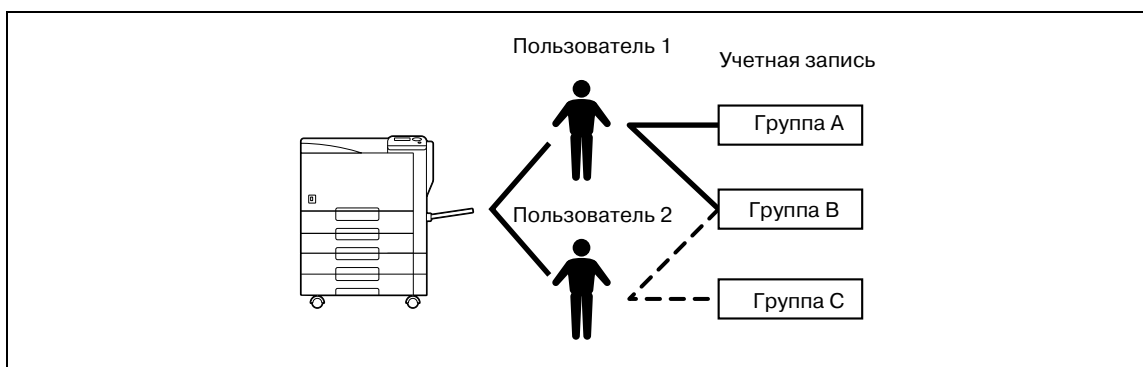 Пользователь 1
Учетная запись
Группа A
Группа B
Пользователь 2
Группа C